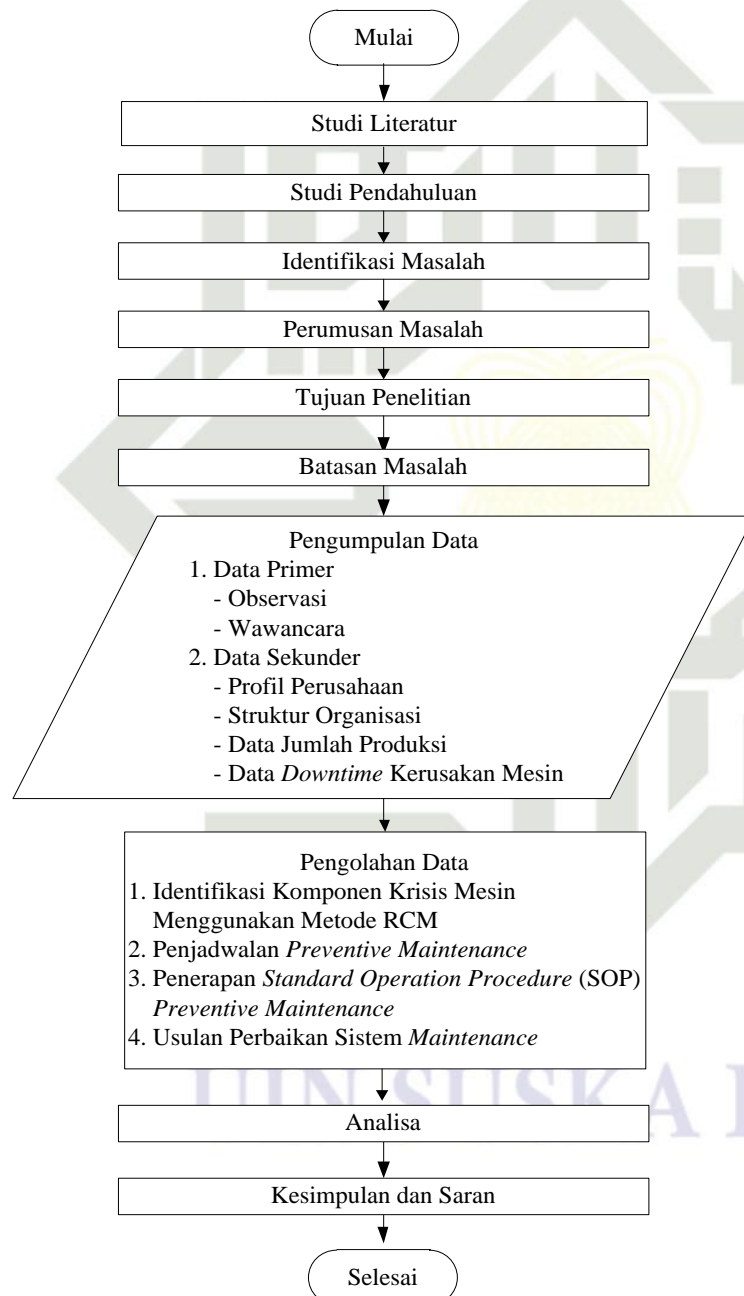 Mulai
Studi Literatur
Studi Pendahuluan
Identifikasi Masalah
Perumusan Masalah
Tujuan Penelitian
Batasan Masalah
Pengumpulan Data
1. Data Primer
- Observasi
- Wawancara
2. Data Sekunder
- Profil Perusahaan
- Struktur Organisasi
- Data Jumlah Produksi
- Data Downtime Kerusakan Mesin
Pengolahan Data
1. Identifikasi Komponen Krisis Mesin
Menggunakan Metode RCM
2. Penjadwalan Preventive Maintenance
3. Penerapan Standard Operation Procedure (SOP)
Preventive Maintenance
4. Usulan Perbaikan Sistem Maintenance
UIN SUSKA
Analisa
Kesimpulan dan Saran
Selesai